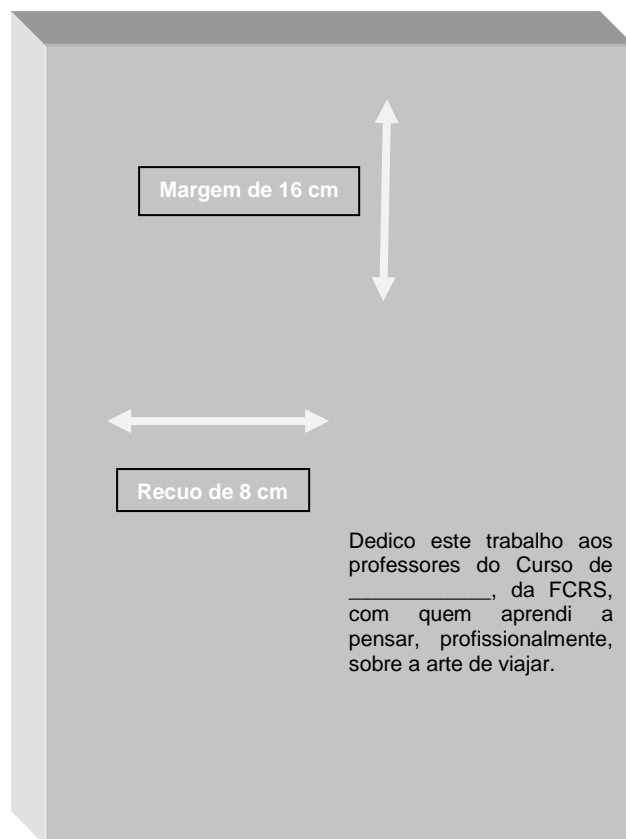 Margem de 16 cm
Recuo de 8 cm
Dedico este trabalho aos
professores do Curso de
_____________, da FCRS,
com quem aprendi a
pensar, profissionalmente,
sobre a arte de viajar.